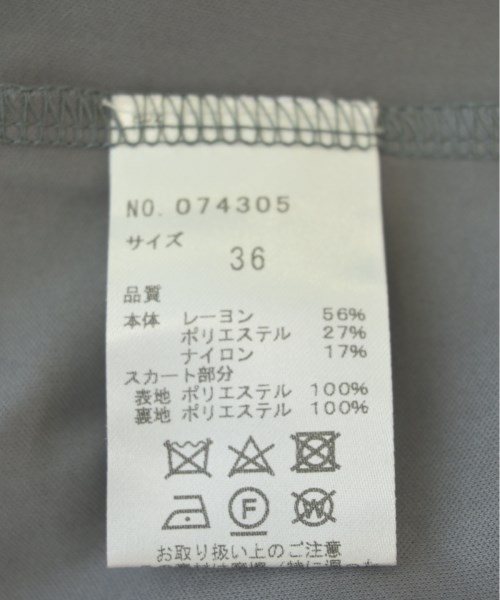 NO. 074305
サイズ
36
品質
本体 レーヨン 56%
ポリエステル 27%
ナイロン 17%
スカート部分
表地 ポリエステル 100%
裏地 ポリエステル 100%
F
W
お取り扱い上のご注意